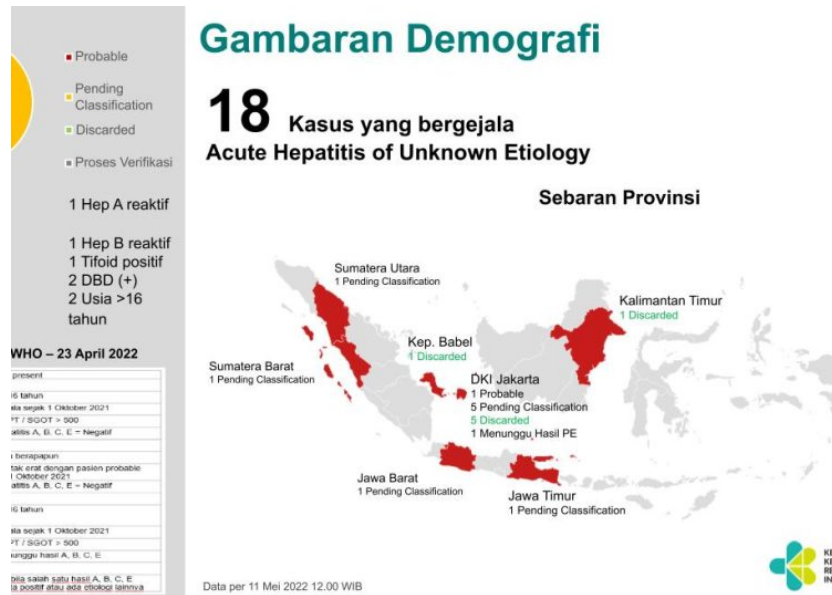 Probable
Pending
Classification
Discarded
Proses Verifikasi
1 Hep A reaktif
1 Hep B reaktif
1 Tifoid positif
2 DBD (+)
2 Usia >16
tahun
WHO – 23 April 2022
present
6 tahun
ala sejak 1 Oktober 2021
PT / SGOT > 500
atitis A, B, C, E – Negatif
berapapun
tak erat dengan pasien probable
1 Oktober 2021
atitis A, B, C, E – Negatif
6 tahun
ala sejak 1 Oktober 2021
PT / SGOT > 500
unggu hasil A, B, C, E
bila salah satu hasil A, B, C, E
a positif atau ada etiologi lainnya
Gambaran Demografi
18 Kasus yang bergejala
Acute Hepatitis of Unknown Etiology
Sebaran Provinsi
Sumatera Utara
1 Pending Classification
Kalimantan Timur
1 Discarded
Kep. Babel
1 Discarded
Sumatera Barat
1 Pending Classification
DKI Jakarta
1 Probable
5 Pending Classification
5 Discarded
1 Menunggu Hasil PE
Jawa Barat
1 Pending Classification
Jawa Timur
1 Pending Classification
Data per 11 Mei 2022 12.00 WIB
KE
KE
RE
IN